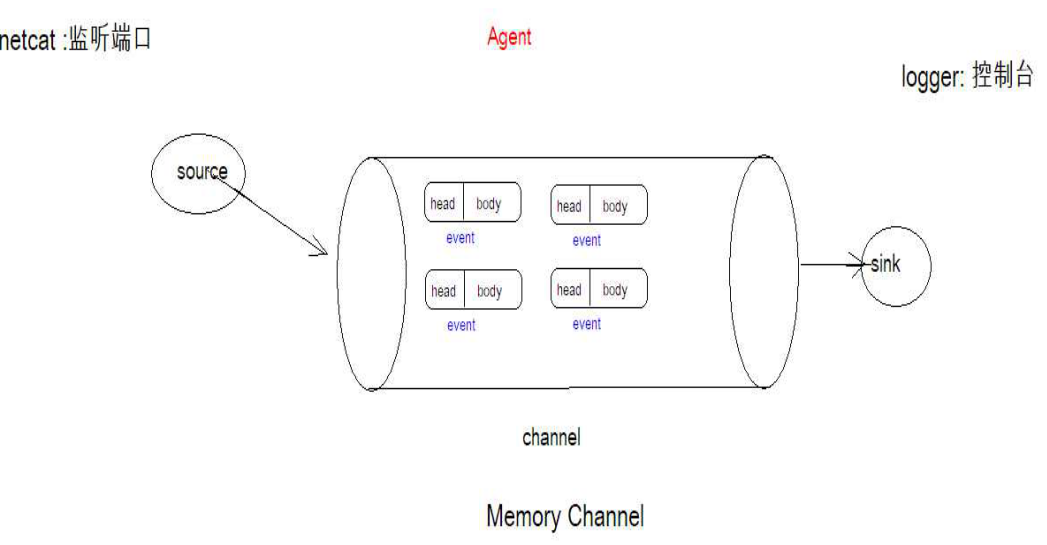 netcat :监听端口
Agent
logger: 控制台
source
head body
head body
event
event
sink
head body
head body
event
event
channel
Memory Channel